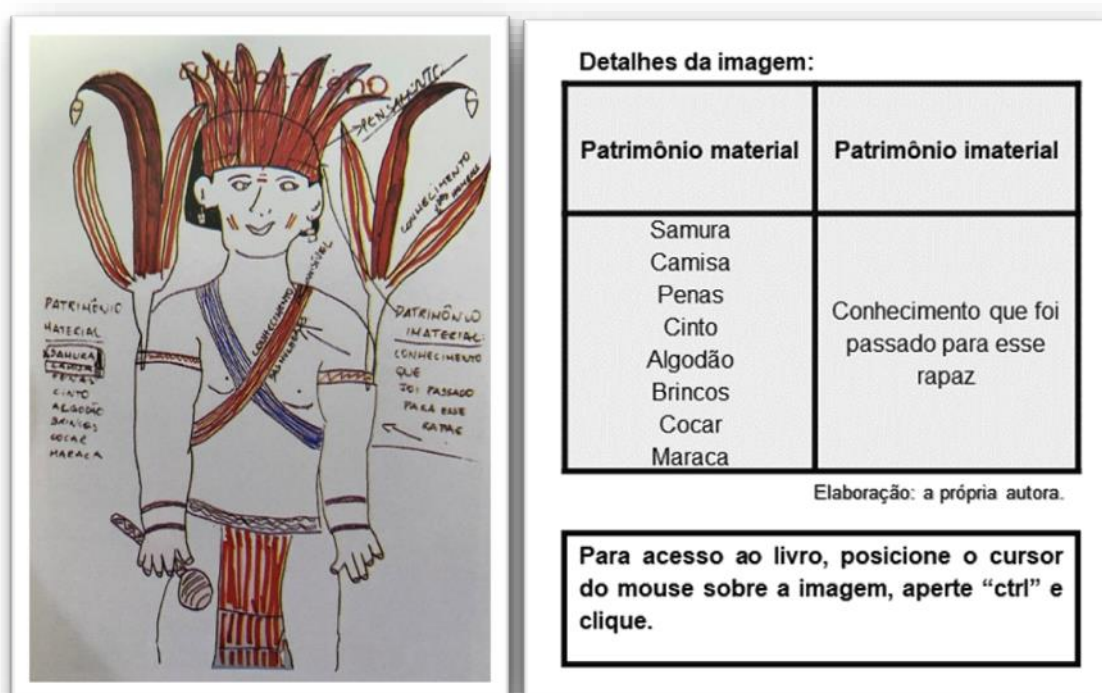 PENSAMENTO
CONHECIMENTO
CONHECIMENTO
PATRIMÔNIO
MATERIAL
PENAS
CINTO
ALGODÃO
BRINCOS
COCAR
MARACA
PATRIMÔNIO
IMATERIAL:
CONHECIMENTO
QUE
FOI PASSADO
PARA ESSE
RAPAZ
Detalhes da imagem:
Patrimônio material
Patrimônio imaterial
Samura
Camisa
Penas
Cinto
Algodão
Brincos
Cocar
Maraca
Conhecimento que foi
passado para esse
rapaz
Elaboração: a própria autora.
Para acesso ao livro, posicione o cursor
do mouse sobre a imagem, aperte “ctrl” e
clique.